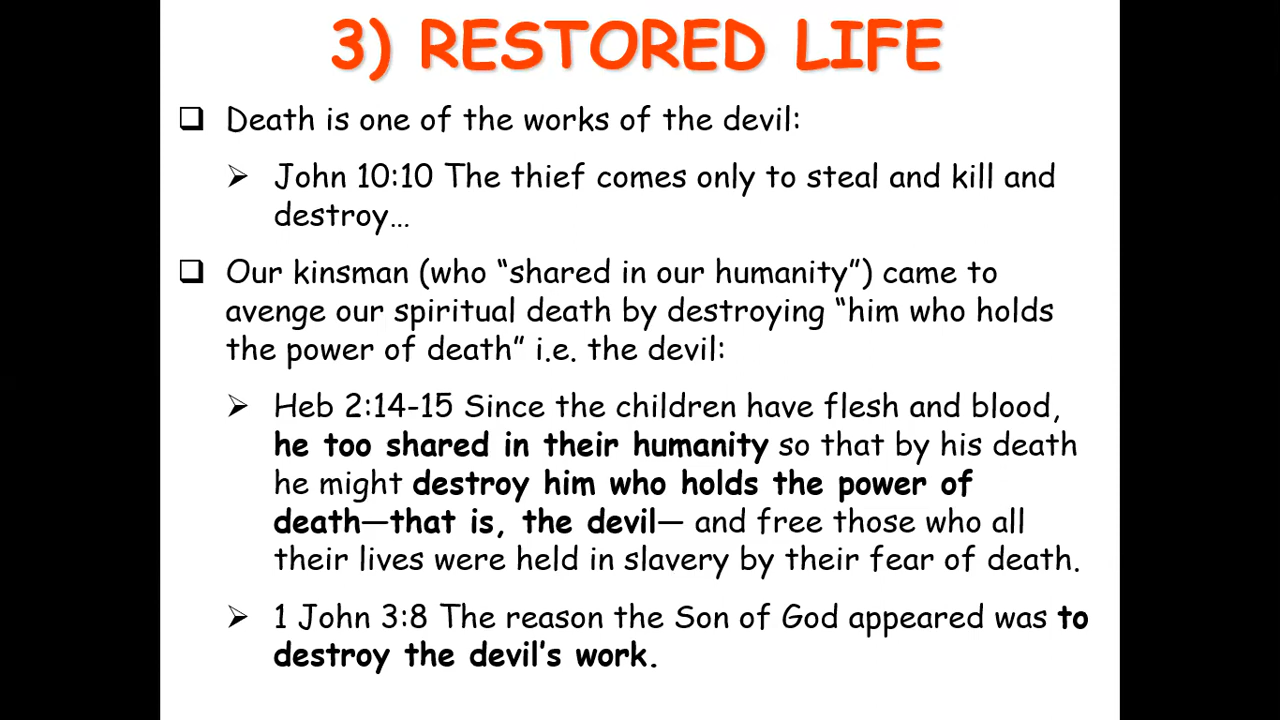 3) RESTORED LIFE
❑ Death is one of the works of the devil:
➢ John 10:10 The thief comes only to steal and kill and
destroy…
❑ Our kinsman (who “shared in our humanity”) came to
avenge our spiritual death by destroying “him who holds
the power of death” i.e. the devil:
➢ Heb 2:14-15 Since the children have flesh and blood,
he too shared in their humanity so that by his death
he might destroy him who holds the power of
death—that is, the devil— and free those who all
their lives were held in slavery by their fear of death.
➢ 1 John 3:8 The reason the Son of God appeared was to
destroy the devil’s work.